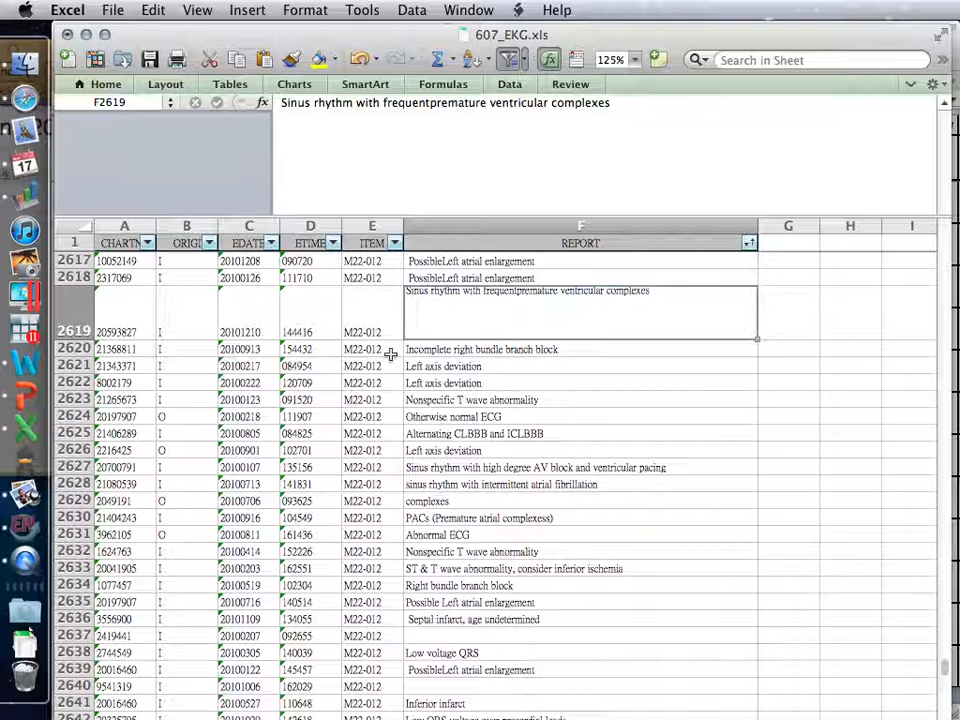 Excel File Edit View Insert Format Tools Data Window Help
607_EKG.xls
125% Search in Sheet
Home Layout Tables Charts SmartArt Formulas Data Review
F2619 fx Sinus rhythm with frequentpremature ventricular complexes
A B C D E F G H I
1 CHARTN ORIGI EDATE ETIME ITEM REPORT
2617 10052149 I 20101208 090720 M22-012 PossibleLeft atrial enlargement
2618 2317069 I 20100126 111710 M22-012 PossibleLeft atrial enlargement
2619 20593827 I 20101210 144416 M22-012 Sinus rhythm with frequentpremature ventricular complexes
2620 21368811 I 20100913 154432 M22-012 Incomplete right bundle branch block
2621 21343371 I 20100217 084954 M22-012 Left axis deviation
2622 8002179 I 20100222 120709 M22-012 Left axis deviation
2623 21265673 I 20100123 091520 M22-012 Nonspecific T wave abnormality
2624 20197907 O 20100218 111907 M22-012 Otherwise normal ECG
2625 21406289 I 20100805 084825 M22-012 Alternating CLBBB and ICLBBB
2626 2216425 O 20100901 102701 M22-012 Left axis deviation
2627 20700791 I 20100107 135156 M22-012 Sinus rhythm with high degree AV block and ventricular pacing
2628 21080539 I 20100713 141831 M22-012 sinus rhythm with intermittent atrial fibrillation
2629 2049191 O 20100706 093625 M22-012 complexes
2630 21404243 I 20100916 104549 M22-012 PACs (Premature atrial complexess)
2631 3962105 O 20100811 161436 M22-012 Abnormal ECG
2632 1624763 I 20100414 152226 M22-012 Nonspecific T wave abnormality
2633 20041905 I 20100203 162551 M22-012 ST & T wave abnormality, consider inferior ischemia
2634 1077457 I 20100519 102304 M22-012 Right bundle branch block
2635 20197907 I 20100716 140514 M22-012 Possible Left atrial enlargement
2636 3556900 I 20101109 134055 M22-012 Septal infarct, age undetermined
2637 2419441 I 20100207 092655 M22-012
2638 2744549 I 20100305 140039 M22-012 Low voltage QRS
2639 20016460 I 20100122 145457 M22-012 PossibleLeft atrial enlargement
2640 9541319 I 20101006 162029 M22-012
2641 20016460 I 20100527 110648 M22-012 Inferior infarct
17
11